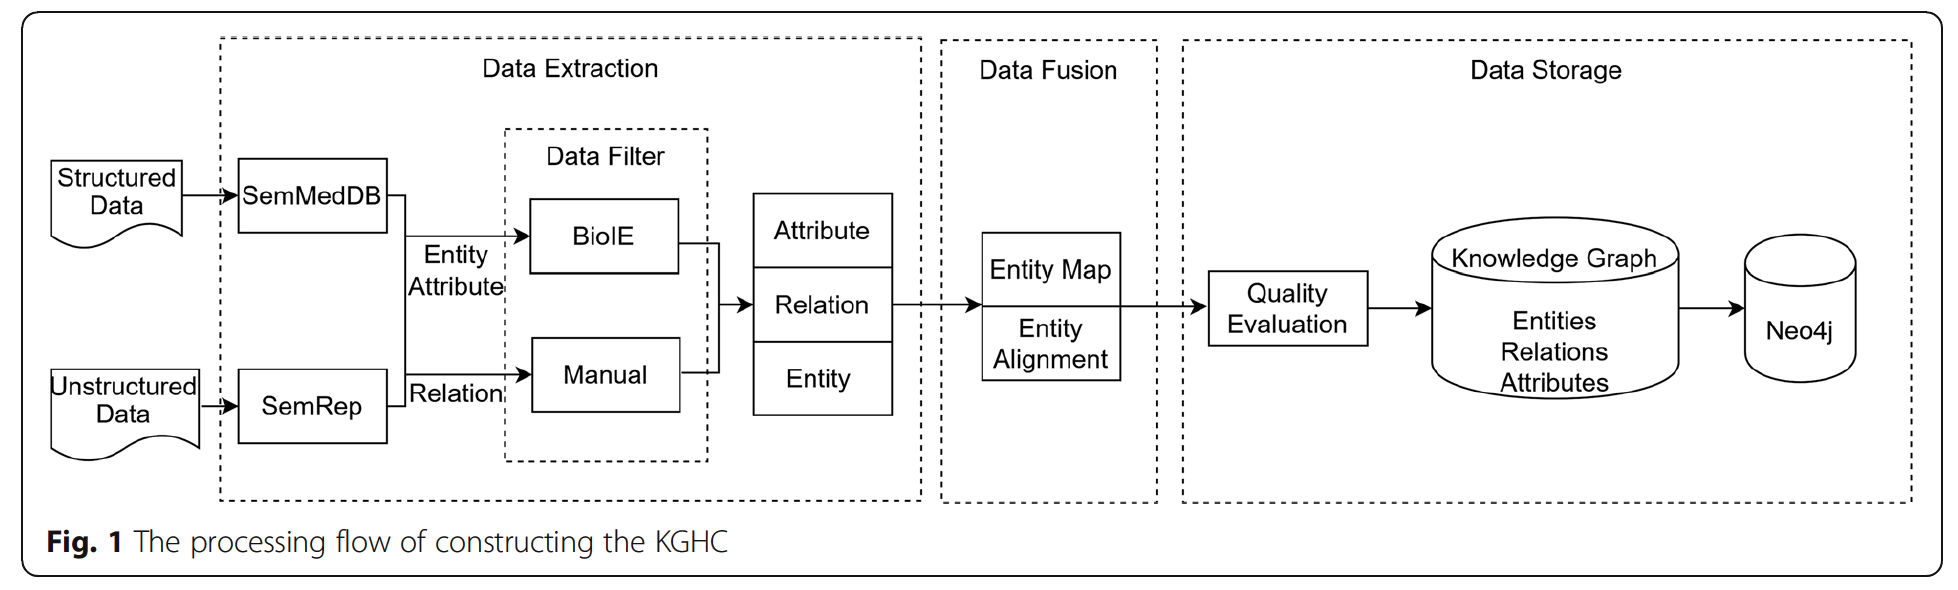 Data Extraction
Data Fusion
Data Storage
Structured
Data
SemMedDB
Data Filter
BioIE
Entity
Attribute
Unstructured
Data
SemRep
Relation
Manual
Attribute
Relation
Entity
Entity Map
Entity
Alignment
Quality
Evaluation
Knowledge Graph
Entities
Relations
Attributes
Neo4j
Fig. 1 The processing flow of constructing the KGHC